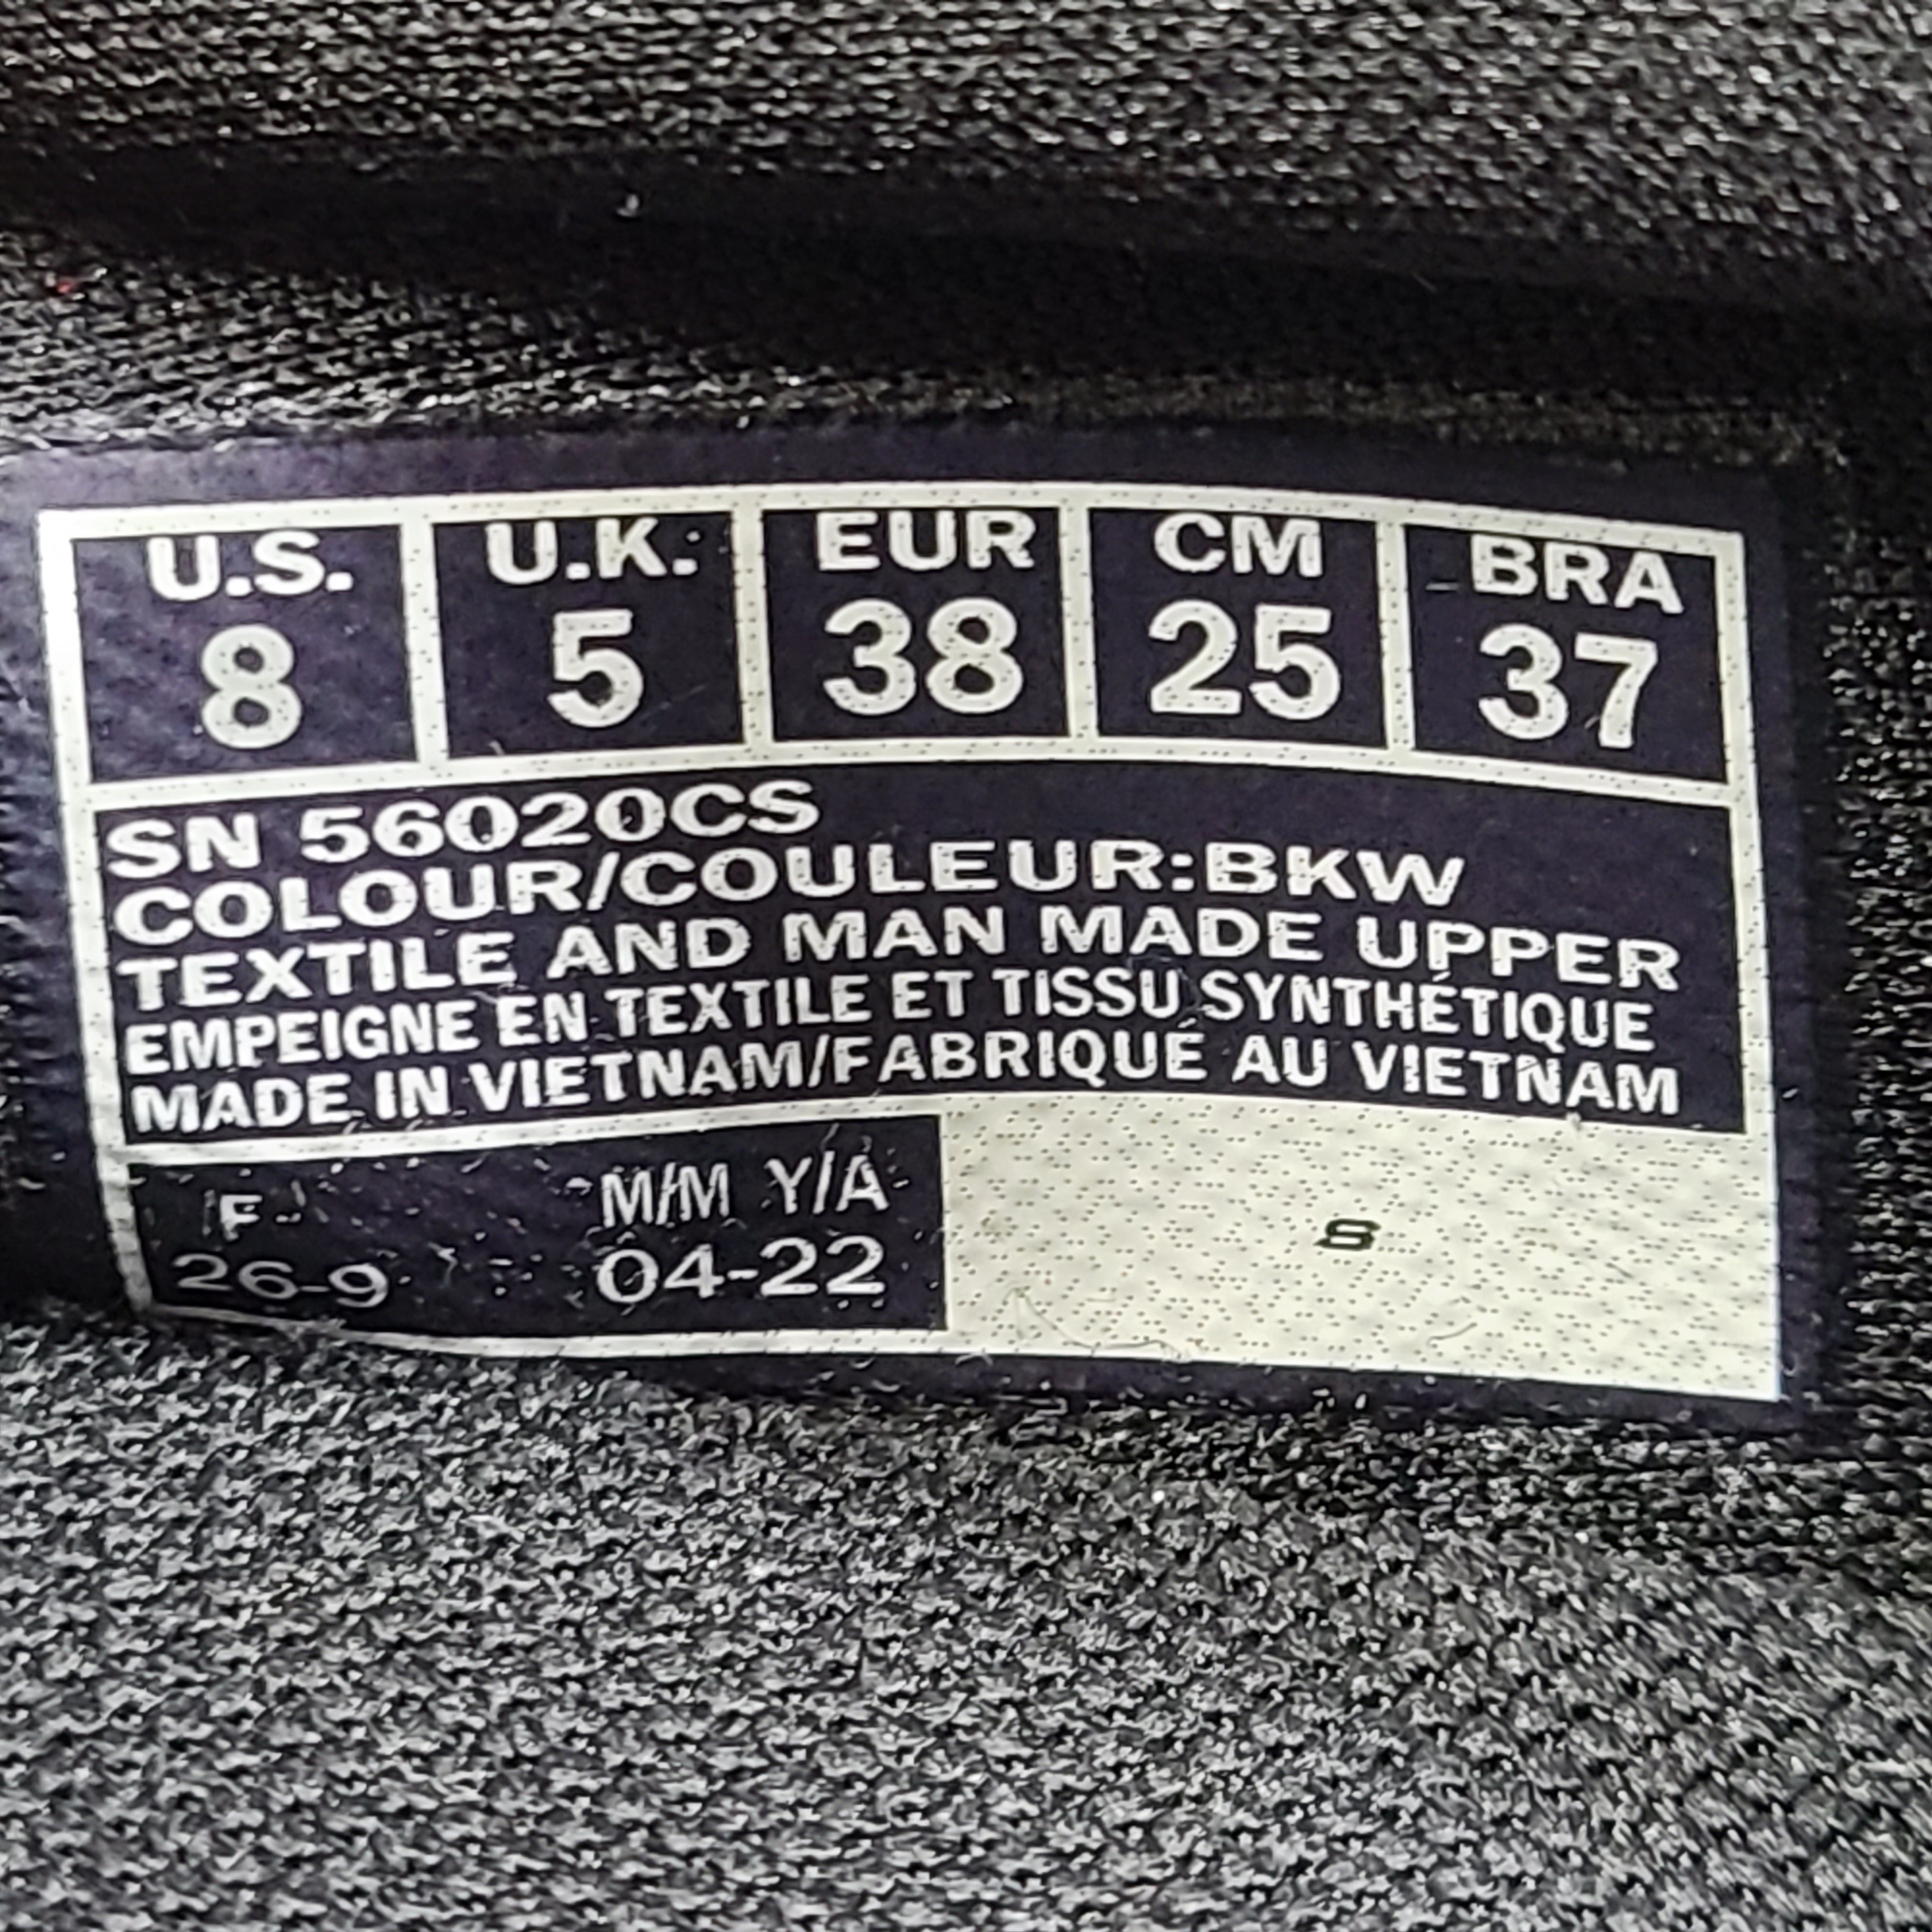 U.S. U.K. EUR CM BRA
8 5 38 25 37
SN 56020CS
COLOUR/COULEUR:BKW
TEXTILE AND MAN MADE UPPER
EMPEIGNE EN TEXTILE ET TISSU SYNTHÉTIQUE
MADE IN VIETNAM/FABRIQUÉ AU VIETNAM
F M/M Y/A
26-9 04-22
S